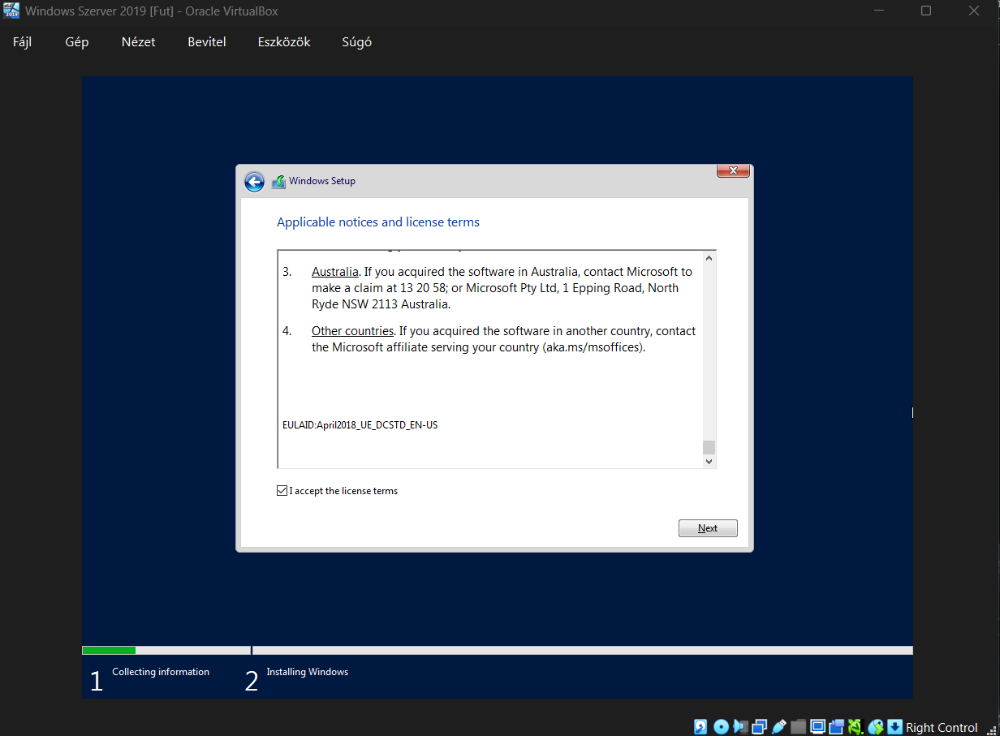 Windows Szerver 2019 [Fut] - Oracle VirtualBox
Fájl Gép Nézet Bevitel Eszközök Súgó
Windows Setup
Applicable notices and license terms
3. Australia. If you acquired the software in Australia, contact Microsoft to
make a claim at 13 20 58; or Microsoft Pty Ltd, 1 Epping Road, North
Ryde NSW 2113 Australia.
4. Other countries. If you acquired the software in another country, contact
the Microsoft affiliate serving your country (aka.ms/msoffices).
EULAID:April2018_UE_DCSTD_EN-US
I accept the license terms
Next
1 Collecting information
2 Installing Windows
Right Control